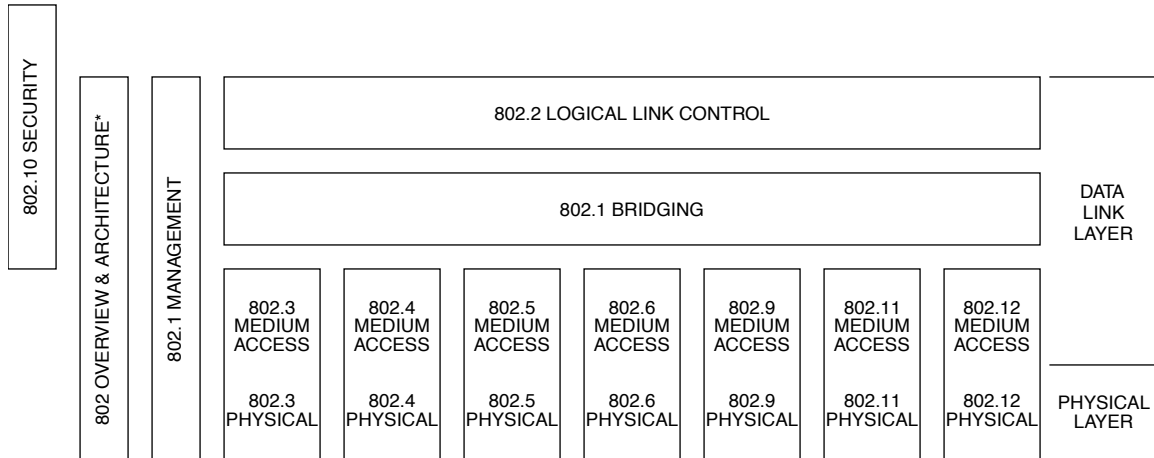 802.10 SECURITY
802 OVERVIEW & ARCHITECTURE*
802.1 MANAGEMENT
802.2 LOGICAL LINK CONTROL
802.1 BRIDGING
DATA
LINK
LAYER
802.3
MEDIUM
ACCESS
802.4
MEDIUM
ACCESS
802.5
MEDIUM
ACCESS
802.6
MEDIUM
ACCESS
802.9
MEDIUM
ACCESS
802.11
MEDIUM
ACCESS
802.12
MEDIUM
ACCESS
802.3
PHYSICAL
802.4
PHYSICAL
802.5
PHYSICAL
802.6
PHYSICAL
802.9
PHYSICAL
802.11
PHYSICAL
802.12
PHYSICAL
PHYSICAL
LAYER